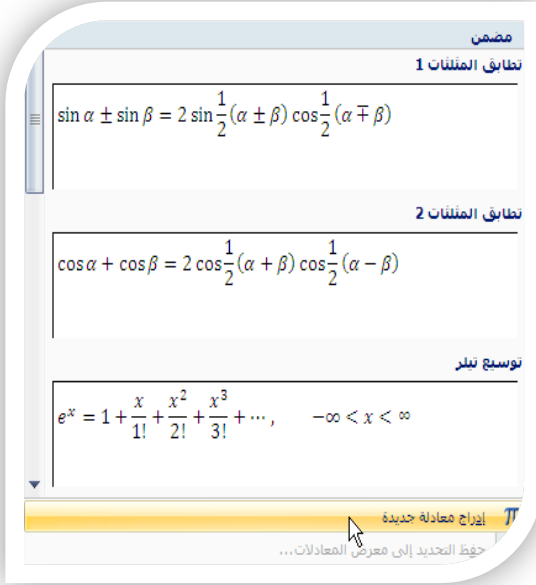 مضمن
تطابق المثلثات 1
sin α ± sin β = 2 sin 1/2 (α ± β) cos 1/2 (α ∓ β)
تطابق المثلثات 2
cos α + cos β = 2 cos 1/2 (α + β) cos 1/2 (α − β)
توسيع تيلر
e^x = 1 + x/1! + x²/2! + x³/3! + ⋯ , −∞ < x < ∞
π إدراج معادلة جديدة
حفظ التحديد إلى معرض المعادلات...